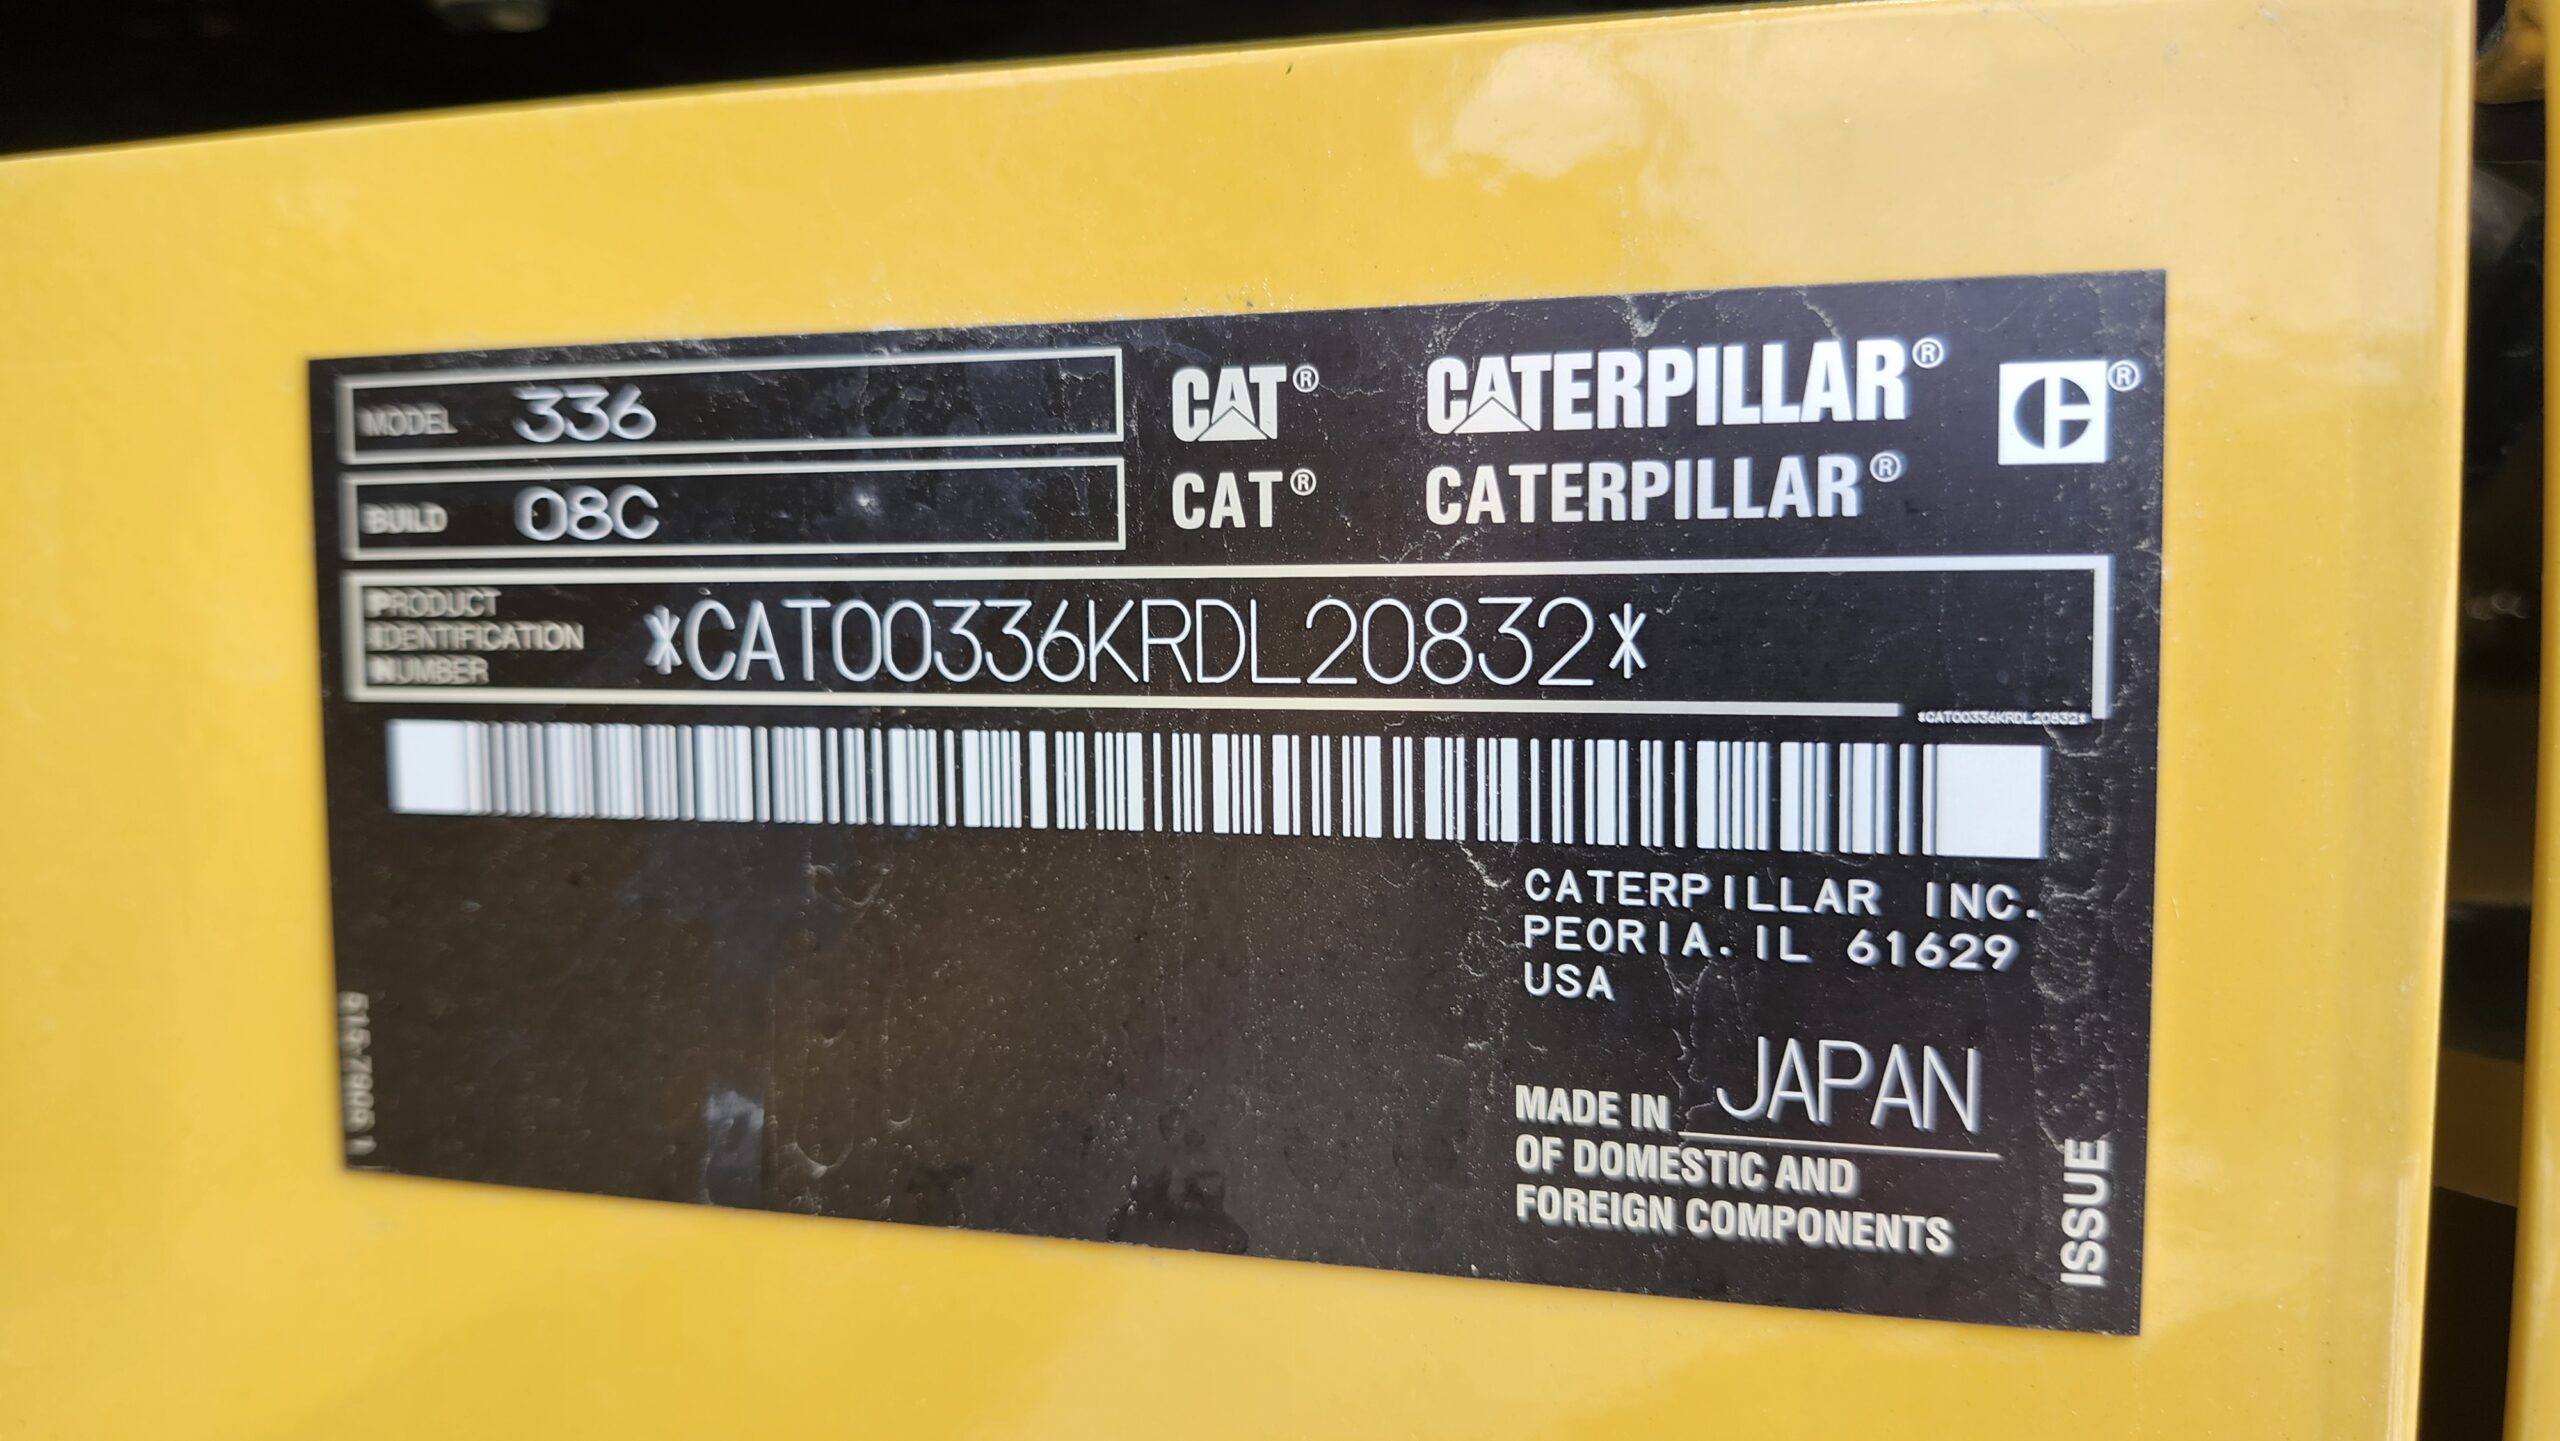 MODEL 336
CAT® CATERPILLAR® ®
BUILD 08C
CAT® CATERPILLAR®
PRODUCT
IDENTIFICATION
NUMBER
*CAT00336KRDL20832*
*CAT00336KRDL20832*
CATERPILLAR INC.
PEORIA, IL 61629
USA
MADE IN JAPAN
OF DOMESTIC AND
FOREIGN COMPONENTS
ISSUE